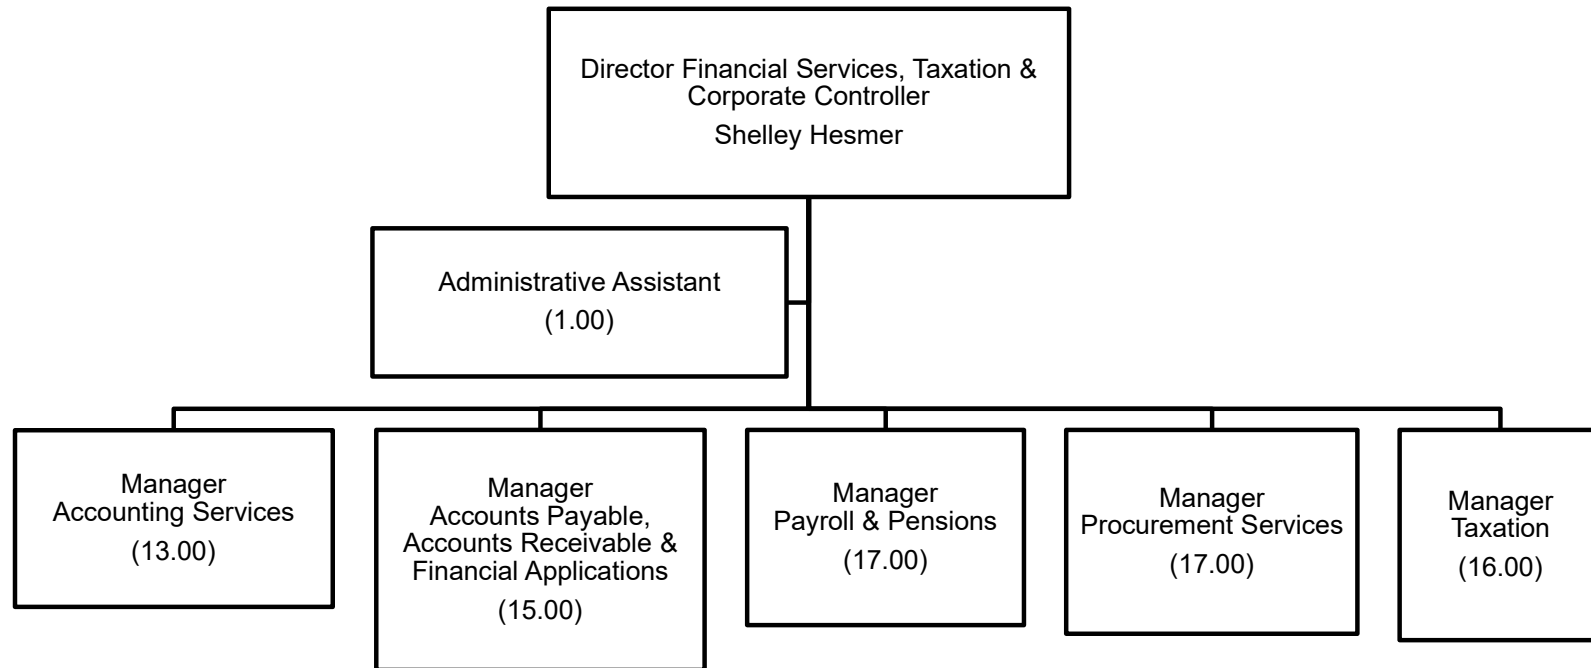 Director Financial Services, Taxation &
Corporate Controller
Shelley Hesmer
Administrative Assistant
(1.00)
Manager
Accounting Services
(13.00)
Manager
Accounts Payable,
Accounts Receivable &
Financial Applications
(15.00)
Manager
Payroll & Pensions
(17.00)
Manager
Procurement Services
(17.00)
Manager
Taxation
(16.00)